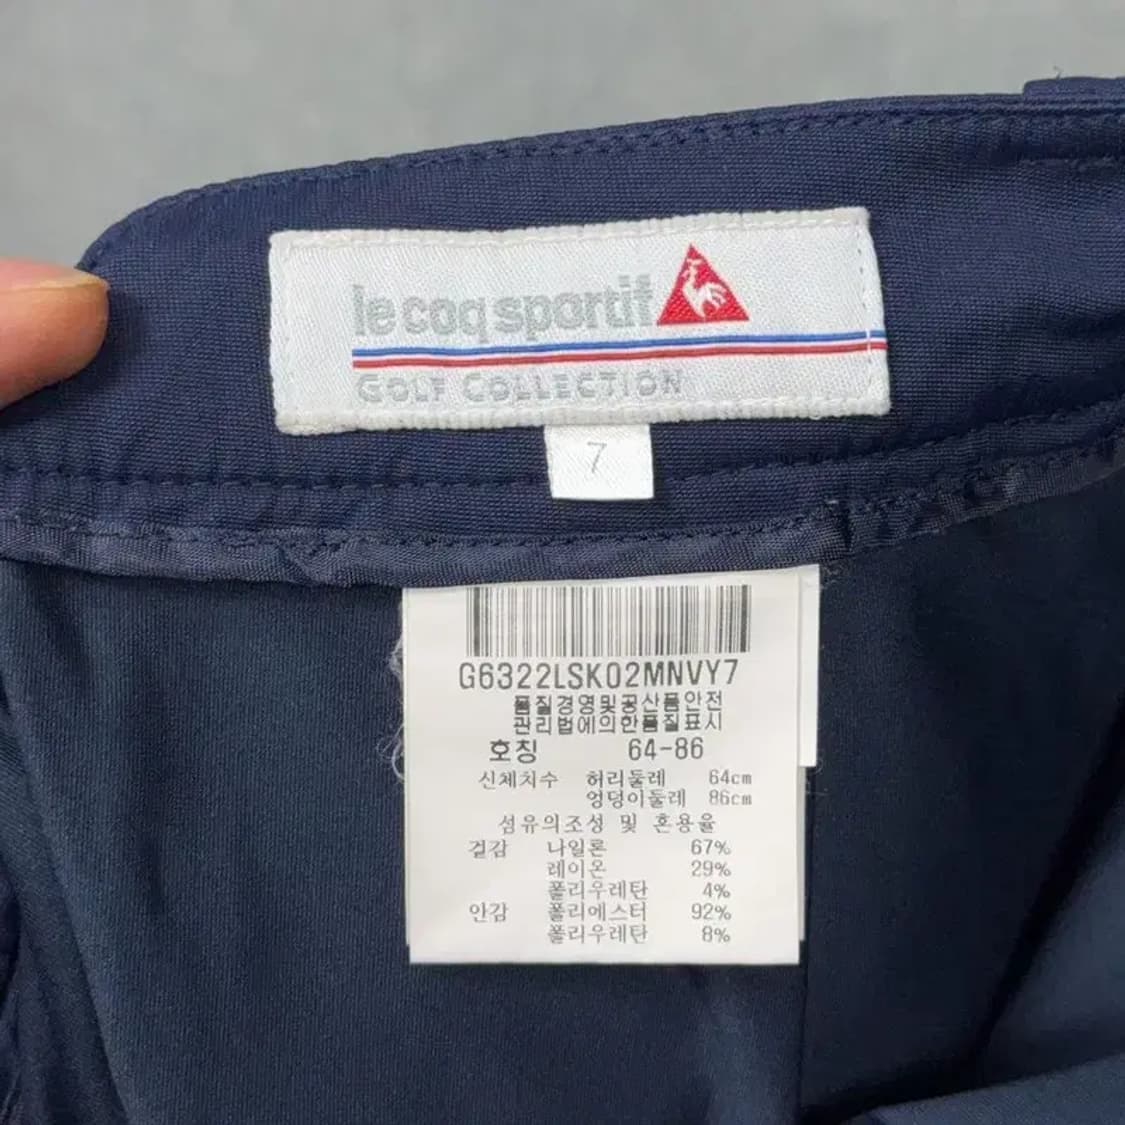 le coq sportif
GOLF COLLECTION
7
G6322LSK02MNVY7
품질경영및공산품안전
관리법에의한품질표시
호칭 64-86
신체치수 허리둘레 64cm
엉덩이둘레 86cm
섬유의조성 및 혼용율
겉감 나일론 67%
레이온 29%
폴리우레탄 4%
안감 폴리에스터 92%
폴리우레탄 8%